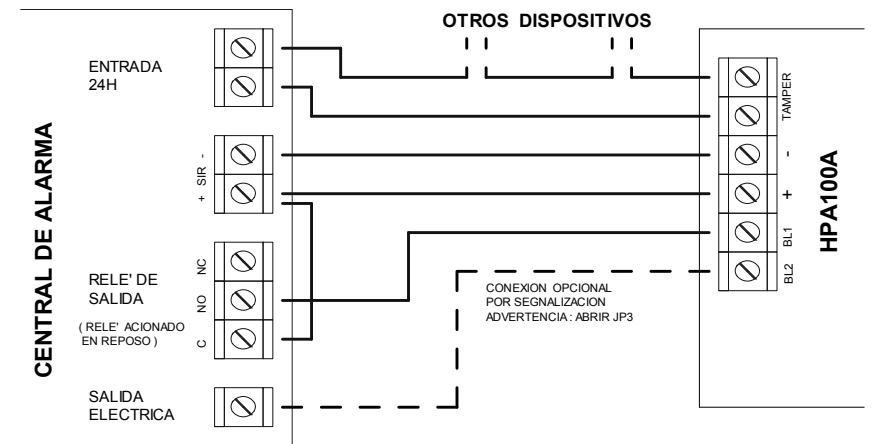 OTROS DISPOSITIVOS
CENTRAL DE ALARMA
ENTRADA
24H
+ SIR -
RELE' DE
SALIDA
( RELE' ACIONADO
EN REPOSO )
NC
NO
C
SALIDA
ELECTRICA
CONEXION OPCIONAL
POR SEGNALIZACION
ADVERTENCIA : ABRIR JP3
TAMPER
-
+
BL1
BL2
HPA100A